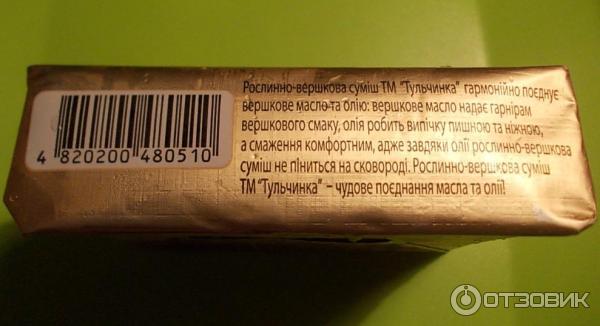 Рослинно-вершкова суміш ТМ "Тульчинка" гармонійно поєднує
вершкове масло та олію: вершкове масло надає гарнірам
вершкового смаку, олія робить випічку пишною та ніжною,
а смаження комфортним, адже завдяки олії рослинно-вершкова
суміш не піниться на сковороді. Рослинно-вершкова суміш
ТМ "Тульчинка" – чудове поєднання масла та олії!
4 820200 480510
ОТЗОВИК